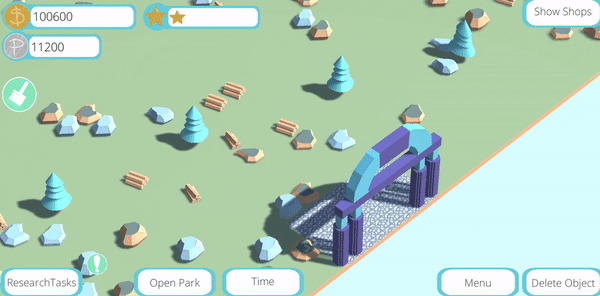 100600
Show Shops
11200
ResearchTasks
Open Park
Time
Menu
Delete Object